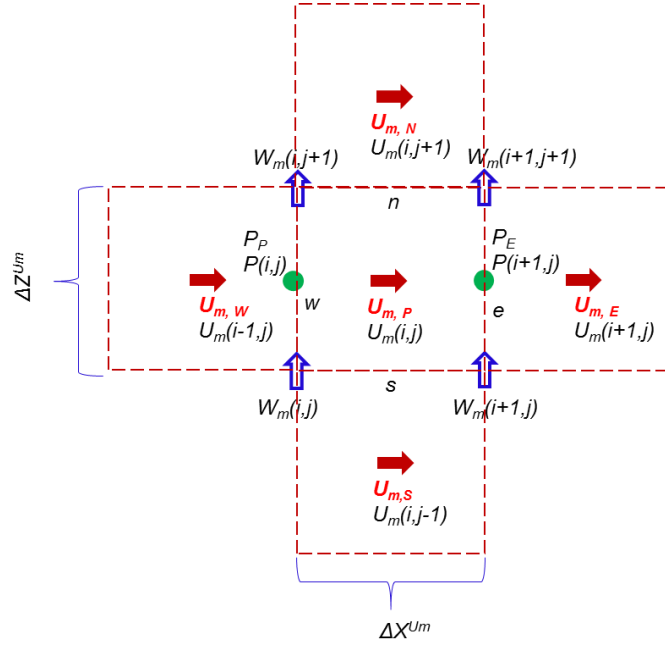 U_m, N
U_m(i,j+1)
W_m(i,j+1)
W_m(i+1,j+1)
n
ΔZ^Um
P_P
P(i,j)
P_E
P(i+1,j)
w
e
U_m, W
U_m(i-1,j)
U_m, P
U_m(i,j)
U_m, E
U_m(i+1,j)
s
W_m(i,j)
W_m(i+1,j)
U_m,S
U_m(i,j-1)
ΔX^Um